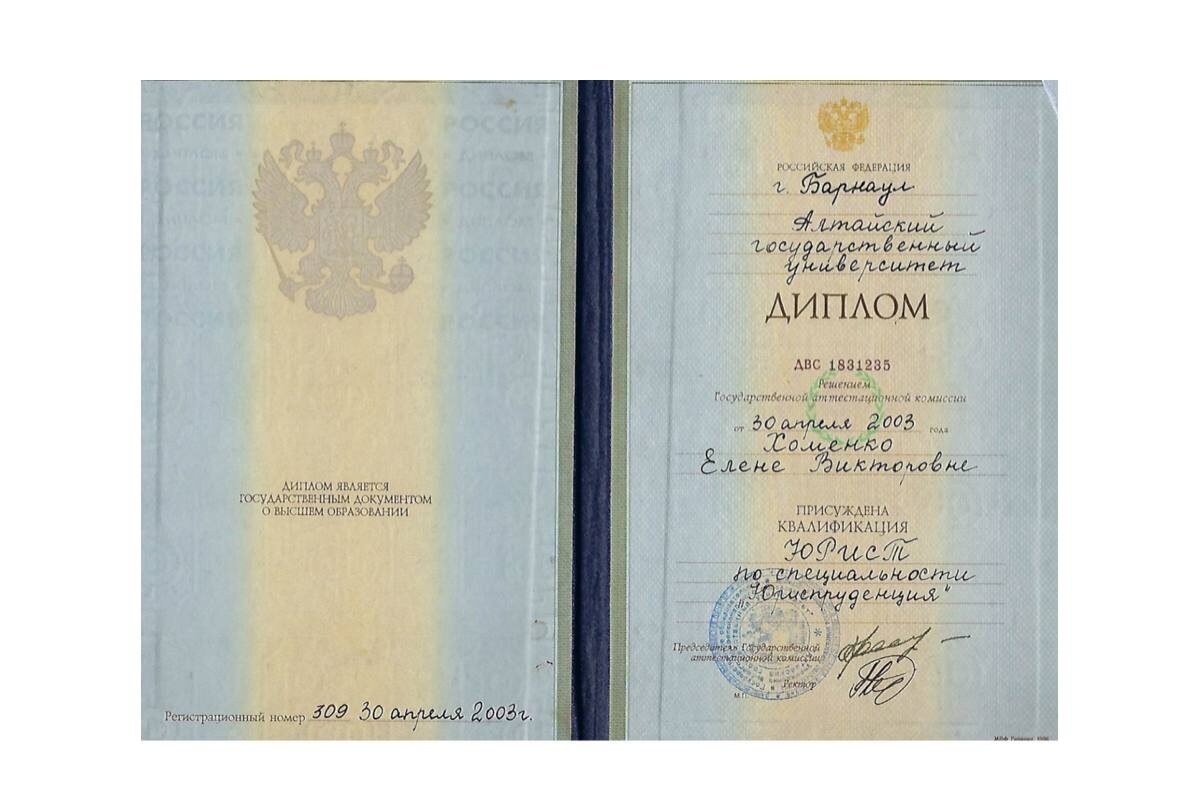 ДИПЛОМ ЯВЛЯЕТСЯ
ГОСУДАРСТВЕННЫМ ДОКУМЕНТОМ
О ВЫСШЕМ ОБРАЗОВАНИИ
Регистрационный номер 309 30 апреля 2003г.
РОССИЙСКАЯ ФЕДЕРАЦИЯ
г. Барнаул
Алтайский
государственный
университет
ДИПЛОМ
ДВС 1831235
Решением
Государственной аттестационной комиссии
от 30 апреля 2003 года
Хоменко
Елене Викторовне
ПРИСУЖДЕНА
КВАЛИФИКАЦИЯ
ЮРИСТ
по специальности
"Юриспруденция"
Председатель Государственной
аттестационной комиссии
Ректор
М.П.